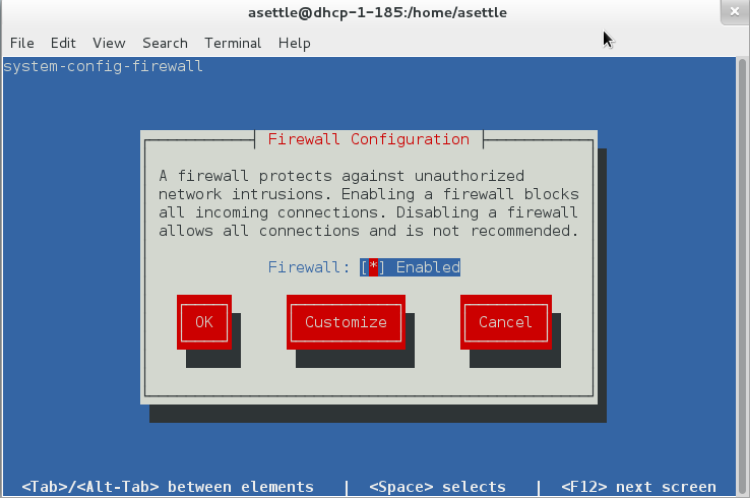 asettle@dhcp-1-185:/home/asettle
File Edit View Search Terminal Help
system-config-firewall
Firewall Configuration
A firewall protects against unauthorized
network intrusions. Enabling a firewall blocks
all incoming connections. Disabling a firewall
allows all connections and is not recommended.
Firewall: [*] Enabled
OK Customize Cancel
<Tab>/<Alt-Tab> between elements | <Space> selects | <F12> next screen